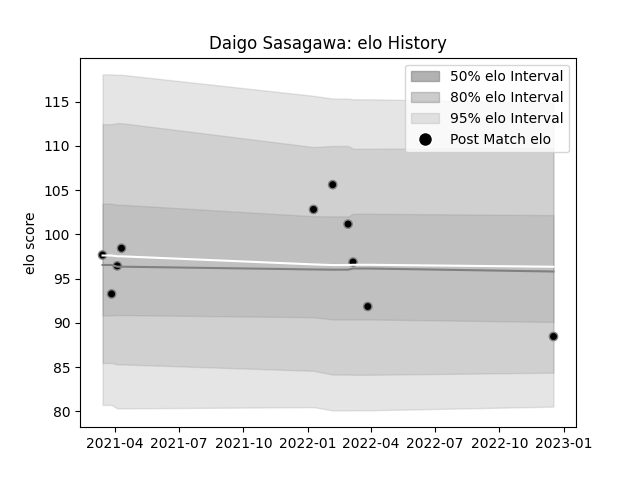 Daigo Sasagawa: elo History
50% elo Interval
80% elo Interval
95% elo Interval
Post Match elo
elo score
115
110
105
100
95
90
85
80
2021-04 2021-07 2021-10 2022-01 2022-04 2022-07 2022-10 2023-01